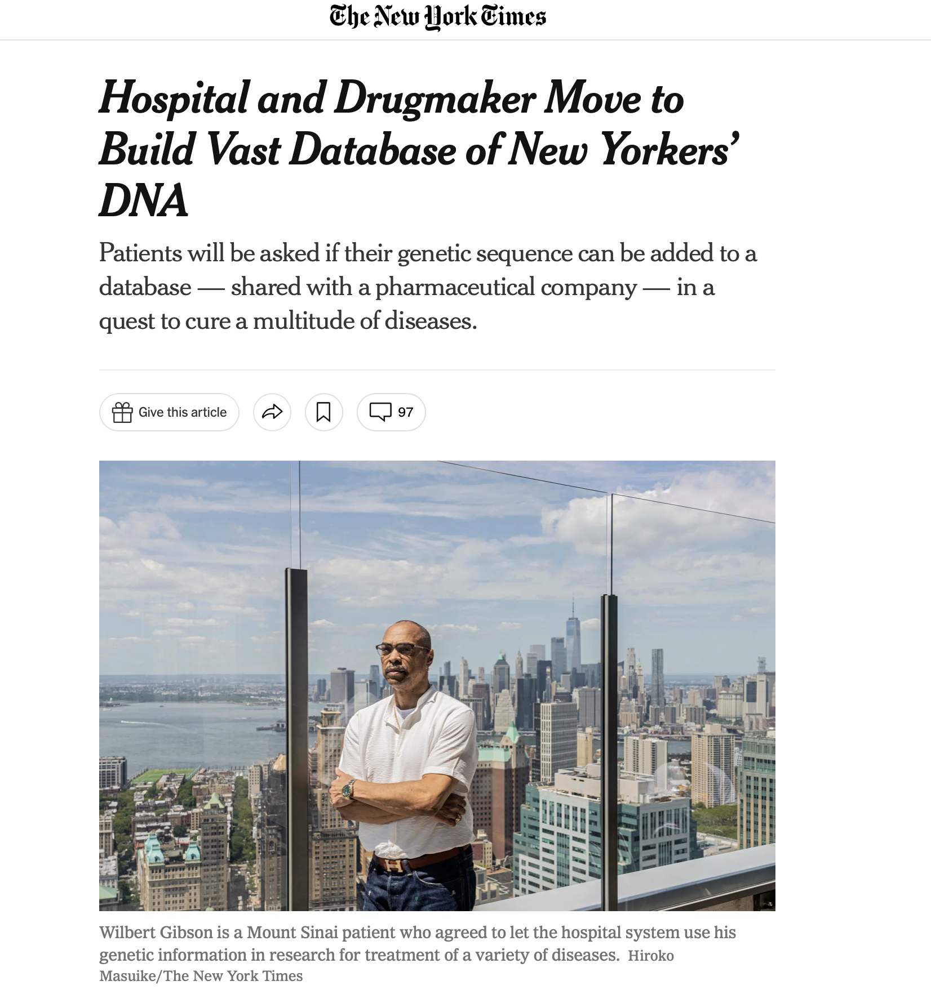 The New York Times
Hospital and Drugmaker Move to
Build Vast Database of New Yorkers’
DNA
Patients will be asked if their genetic sequence can be added to a
database — shared with a pharmaceutical company — in a
quest to cure a multitude of diseases.
Give this article
97
Wilbert Gibson is a Mount Sinai patient who agreed to let the hospital system use his
genetic information in research for treatment of a variety of diseases. Hiroko
Masuike/The New York Times